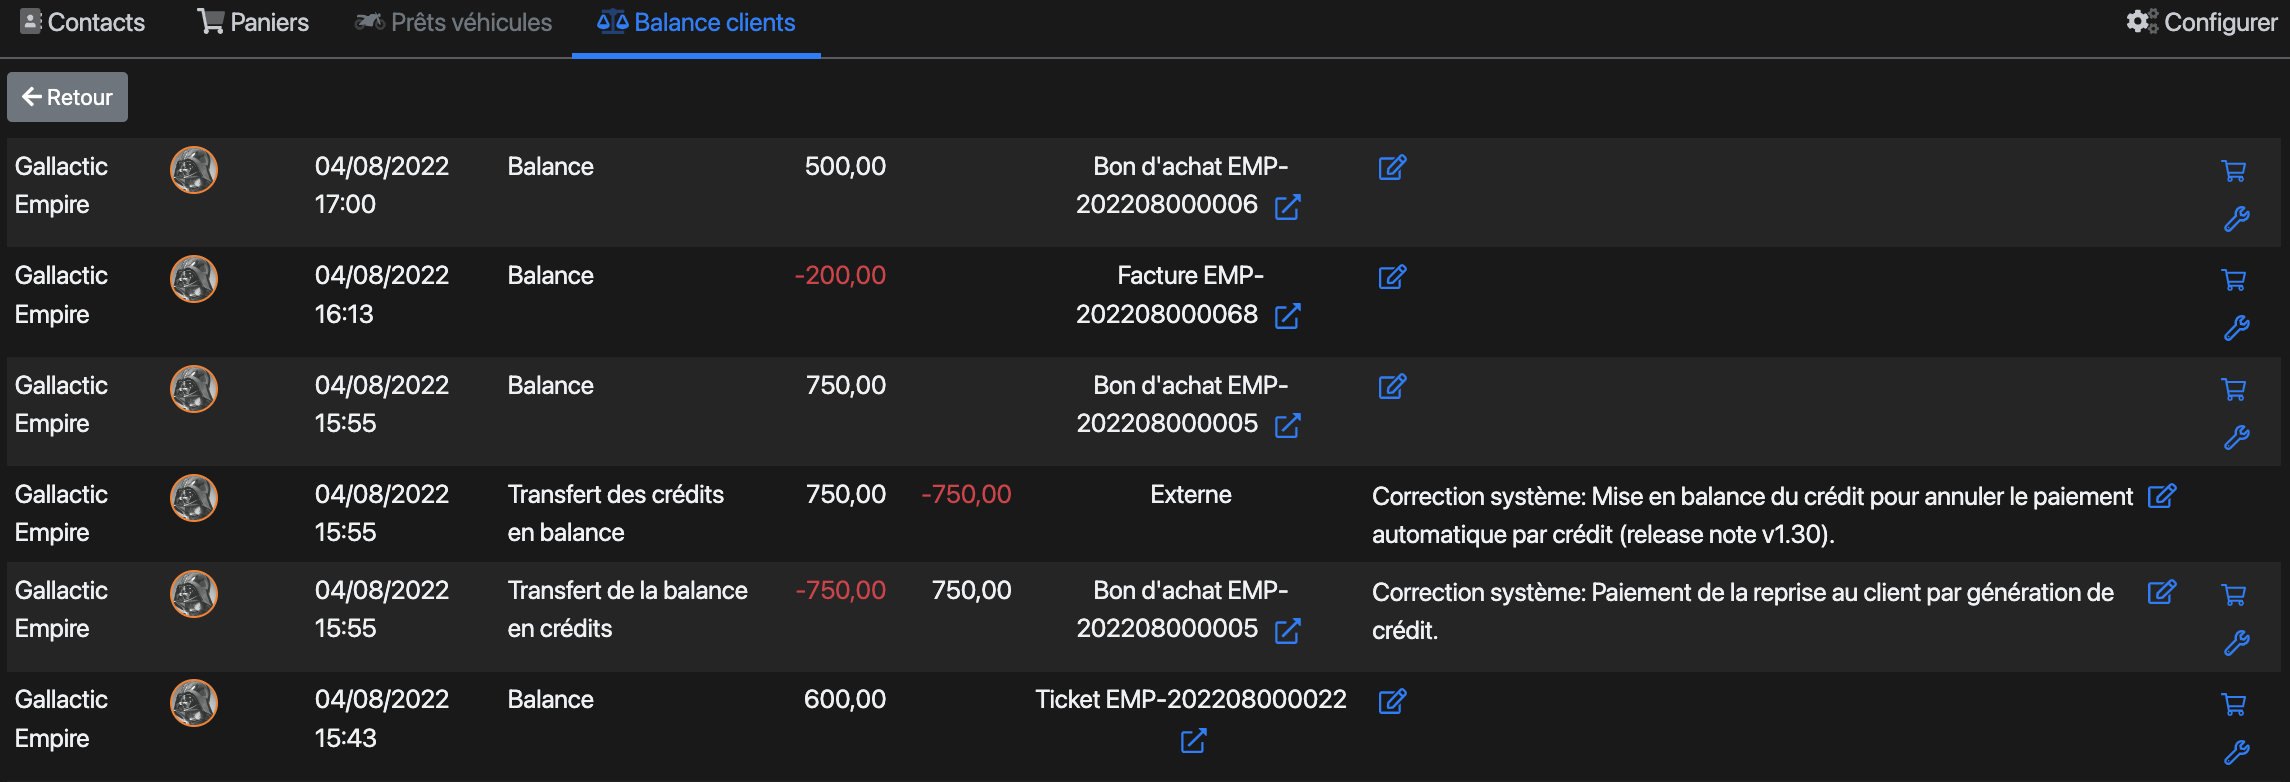 Contacts Paniers Prêts véhicules Balance clients Configurer
Retour
Gallactic 04/08/2022 Balance 500,00 Bon d'achat EMP-
Empire 17:00 202208000006
Gallactic 04/08/2022 Balance -200,00 Facture EMP-
Empire 16:13 202208000068
Gallactic 04/08/2022 Balance 750,00 Bon d'achat EMP-
Empire 15:55 202208000005
Gallactic 04/08/2022 Transfert des crédits 750,00 -750,00 Externe Correction système: Mise en balance du crédit pour annuler le paiement
Empire 15:55 en balance automatique par crédit (release note v1.30).
Gallactic 04/08/2022 Transfert de la balance -750,00 750,00 Bon d'achat EMP- Correction système: Paiement de la reprise au client par génération de
Empire 15:55 en crédits 202208000005 crédit.
Gallactic 04/08/2022 Balance 600,00 Ticket EMP-202208000022
Empire 15:43